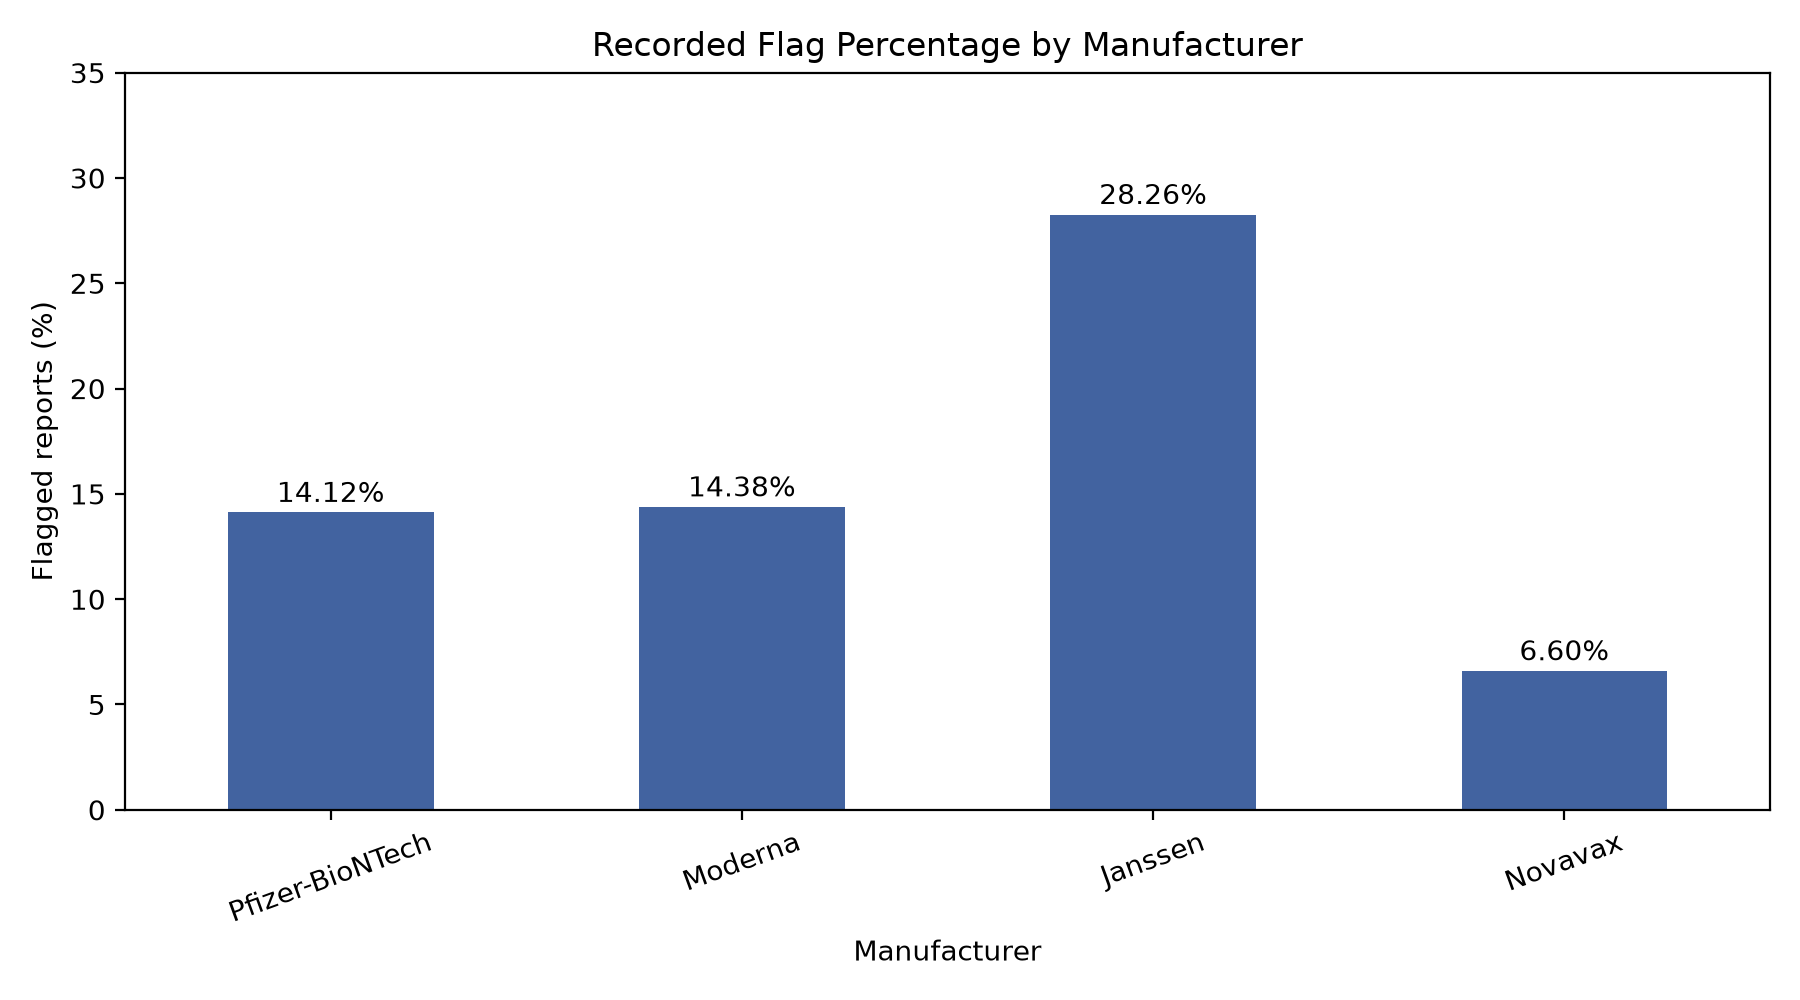 Recorded Flag Percentage by Manufacturer
Flagged reports (%)
35
30
25
20
15
10
5
0
14.12%
14.38%
28.26%
6.60%
Pfizer-BioNTech
Moderna
Janssen
Novavax
Manufacturer